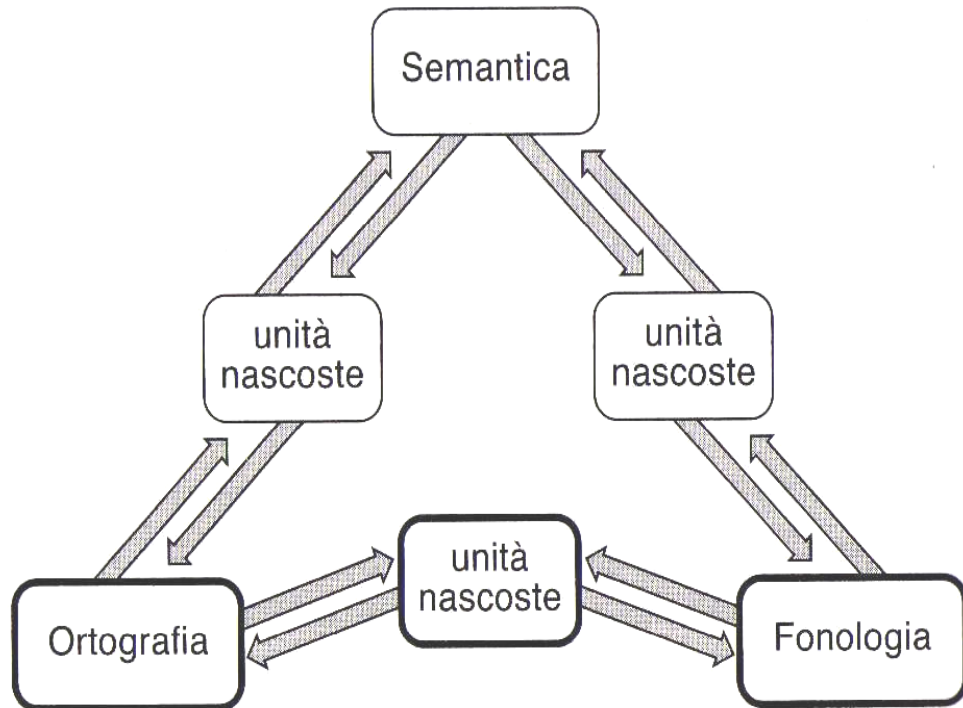 Semantica
unità
nascoste
unità
nascoste
unità
nascoste
Ortografia
Fonologia